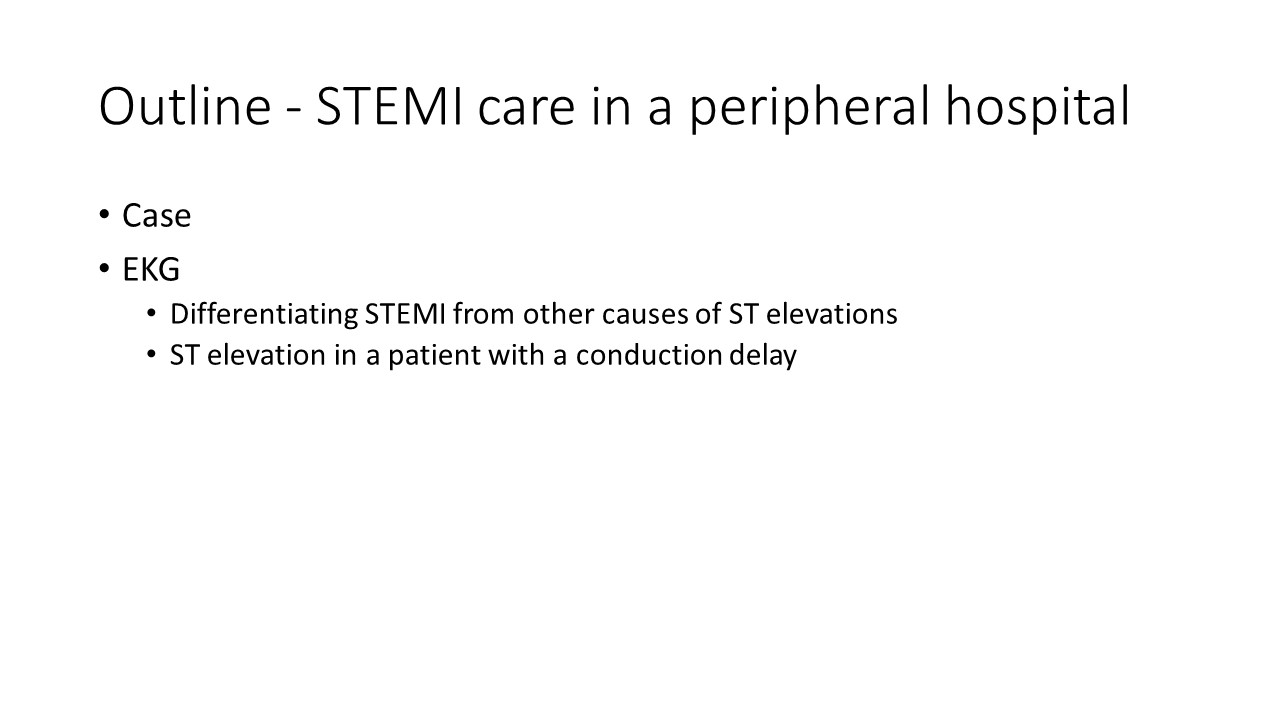 Outline - STEMI care in a peripheral hospital
• Case
• EKG
• Differentiating STEMI from other causes of ST elevations
• ST elevation in a patient with a conduction delay